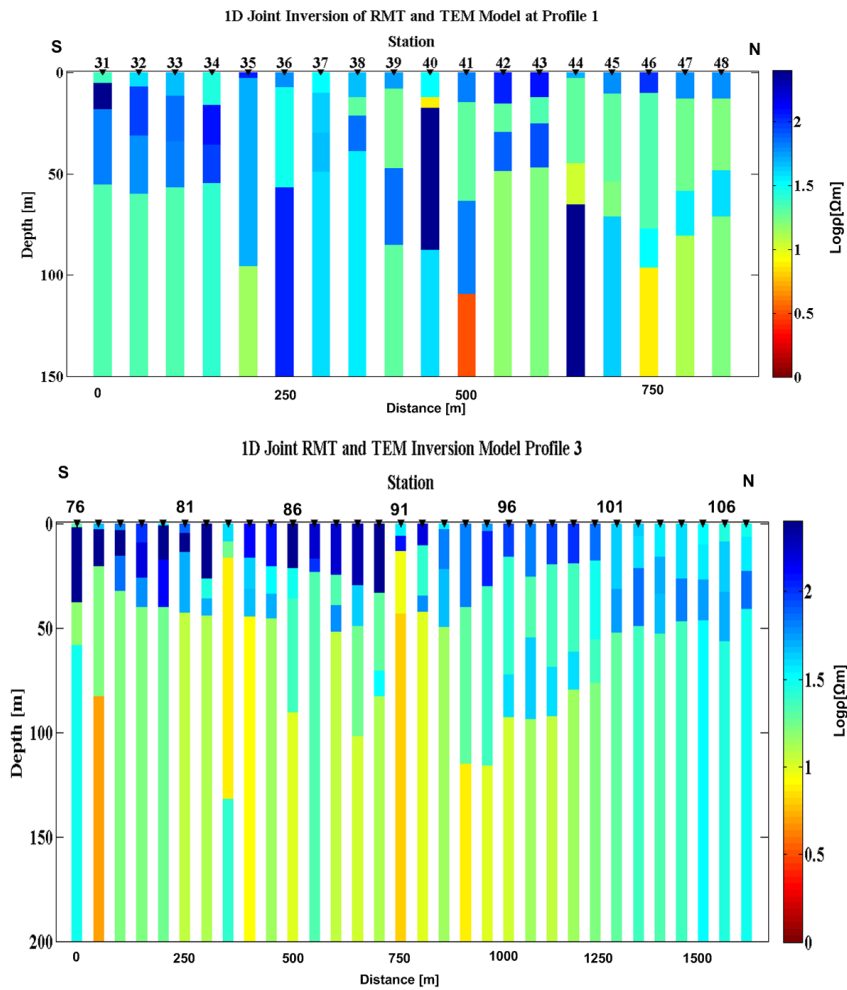 1D Joint Inversion of RMT and TEM Model at Profile 1
S
Station
N
31 32 33 34 35 36 37 38 39 40 41 42 43 44 45 46 47 48
0
50
100
150
Depth [m]
0 250 500 750
Distance [m]
2
1.5
1
0.5
0
Logρ[Ωm]
1D Joint RMT and TEM Inversion Model Profile 3
S
Station
N
76 81 86 91 96 101 106
0
50
100
150
200
Depth [m]
0 250 500 750 1000 1250 1500
Distance [m]
2
1.5
1
0.5
0
Logρ[Ωm]